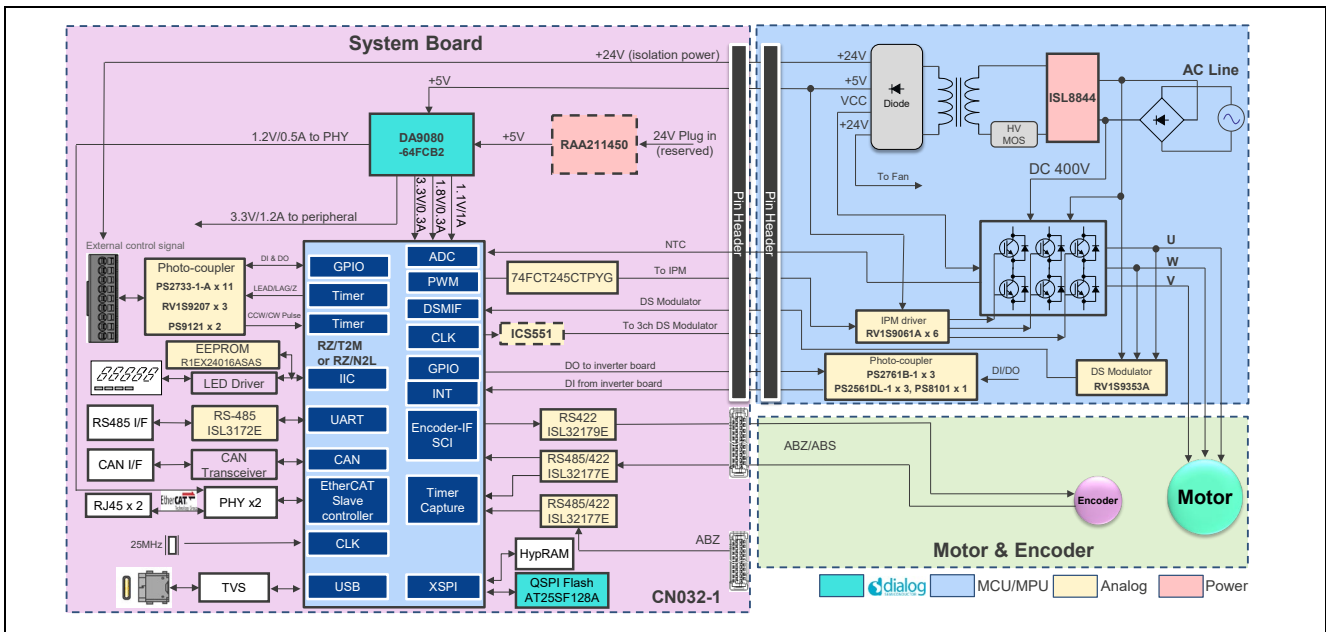 System Board
+24V (isolation power)
+5V
1.2V/0.5A to PHY
DA9080
-64FCB2
+5V
RAA211450
24V Plug in
(reserved)
3.3V/0.3A
1.8V/0.3A
1.1V/1A
3.3V/1.2A to peripheral
External control signal
Photo-coupler
PS2733-1-A x 11
RV1S9207 x 3
PS9121 x 2
DI & DO
LEAD/LAG/Z
CCW/CW Pulse
GPIO
Timer
Timer
RZ/T2M
or RZ/N2L
EEPROM
R1EX24016ASAS
LED Driver
IIC
RS485 I/F
RS-485
ISL3172E
UART
CAN I/F
CAN
Transceiver
CAN
RJ45 x 2
EtherCAT
PHY x2
EtherCAT
Slave
controller
25MHz
CLK
TVS
USB
ADC
PWM
DSMIF
CLK
GPIO
INT
Encoder-IF
SCI
Timer
Capture
XSPI
NTC
74FCT245CTPYG
To IPM
DS Modulator
ICS551
To 3ch DS Modulator
DO to inverter board
DI from inverter board
RS422
ISL32179E
RS485/422
ISL32177E
RS485/422
ISL32177E
ABZ
HypRAM
QSPI Flash
AT25SF128A
CN032-1
Pin Header
Pin Header
+24V
+5V
VCC
+24V
Diode
To Fan
ISL8844
HV
MOS
AC Line
DC 400V
U
W
V
IPM driver
RV1S9061A x 6
Photo-coupler
PS2761B-1 x 3
PS2561DL-1 x 3, PS8101 x 1
DI/DO
DS Modulator
RV1S9353A
ABZ/ABS
Encoder
Motor
Motor & Encoder
dialog
MCU/MPU
Analog
Power